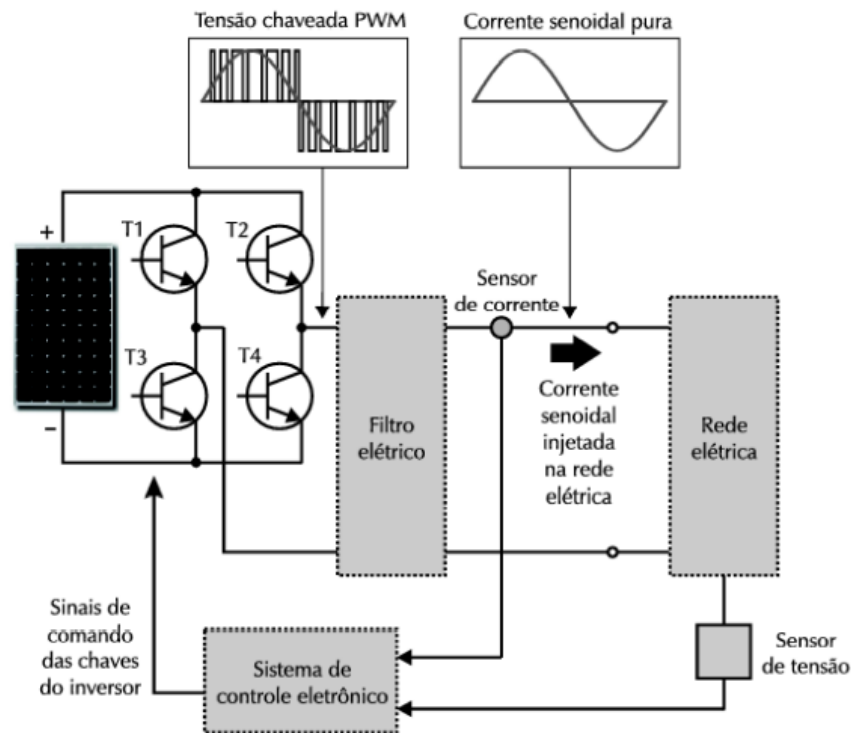 Tensão chaveada PWM
Corrente senoidal pura
+
T1
T2
T3
T4
−
Sensor
de corrente
Filtro
elétrico
Corrente
senoidal
injetada
na rede
elétrica
Rede
elétrica
Sinais de
comando
das chaves
do inversor
Sistema de
controle eletrônico
Sensor
de tensão